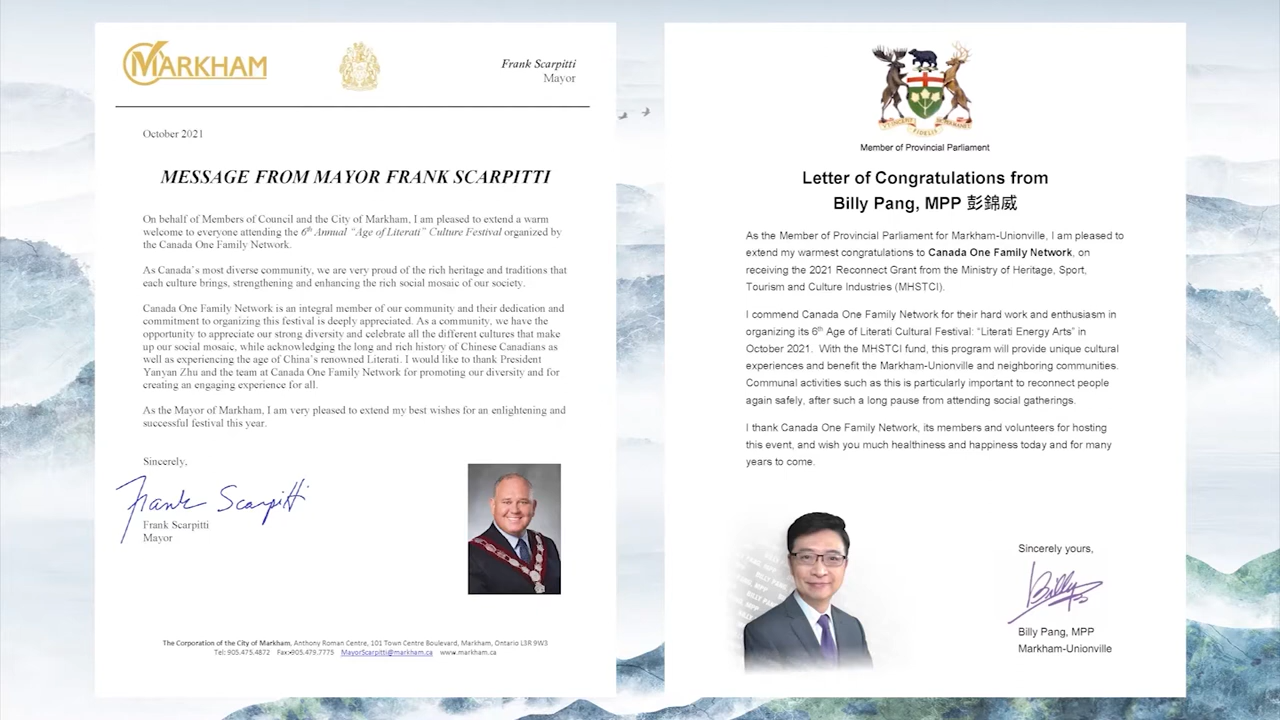 MARKHAM
Frank Scarpitti
Mayor
October 2021
MESSAGE FROM MAYOR FRANK SCARPITTI
On behalf of Members of Council and the City of Markham, I am pleased to extend a warm
welcome to everyone attending the 6th Annual “Age of Literati” Culture Festival organized by
the Canada One Family Network.
As Canada’s most diverse community, we are very proud of the rich heritage and traditions that
each culture brings, strengthening and enhancing the rich social mosaic of our society.
Canada One Family Network is an integral member of our community and their dedication and
commitment to organizing this festival is deeply appreciated. As a community, we have the
opportunity to appreciate our strong diversity and celebrate all the different cultures that make
up our social mosaic, while acknowledging the long and rich history of Chinese Canadians as
well as experiencing the age of China’s renowned Literati. I would like to thank President
Yanyan Zhu and the team at Canada One Family Network for promoting our diversity and for
creating an engaging experience for all.
As the Mayor of Markham, I am very pleased to extend my best wishes for an enlightening and
successful festival this year.
Sincerely,
Frank Scarpitti
Frank Scarpitti
Mayor
The Corporation of the City of Markham, Anthony Roman Centre, 101 Town Centre Boulevard, Markham, Ontario L3R 9W3
Tel: 905.475.4872 Fax:905.479.7775 MayorScarpitti@markham.ca www.markham.ca
Member of Provincial Parliament
Letter of Congratulations from
Billy Pang, MPP 彭錦威
As the Member of Provincial Parliament for Markham-Unionville, I am pleased to
extend my warmest congratulations to Canada One Family Network, on
receiving the 2021 Reconnect Grant from the Ministry of Heritage, Sport,
Tourism and Culture Industries (MHSTCI).
I commend Canada One Family Network for their hard work and enthusiasm in
organizing its 6th Age of Literati Cultural Festival: “Literati Energy Arts” in
October 2021. With the MHSTCI fund, this program will provide unique cultural
experiences and benefit the Markham-Unionville and neighboring communities.
Communal activities such as this is particularly important to reconnect people
again safely, after such a long pause from attending social gatherings.
I thank Canada One Family Network, its members and volunteers for hosting
this event, and wish you much healthiness and happiness today and for many
years to come.
Sincerely yours,
Billy
Billy Pang, MPP
Markham-Unionville